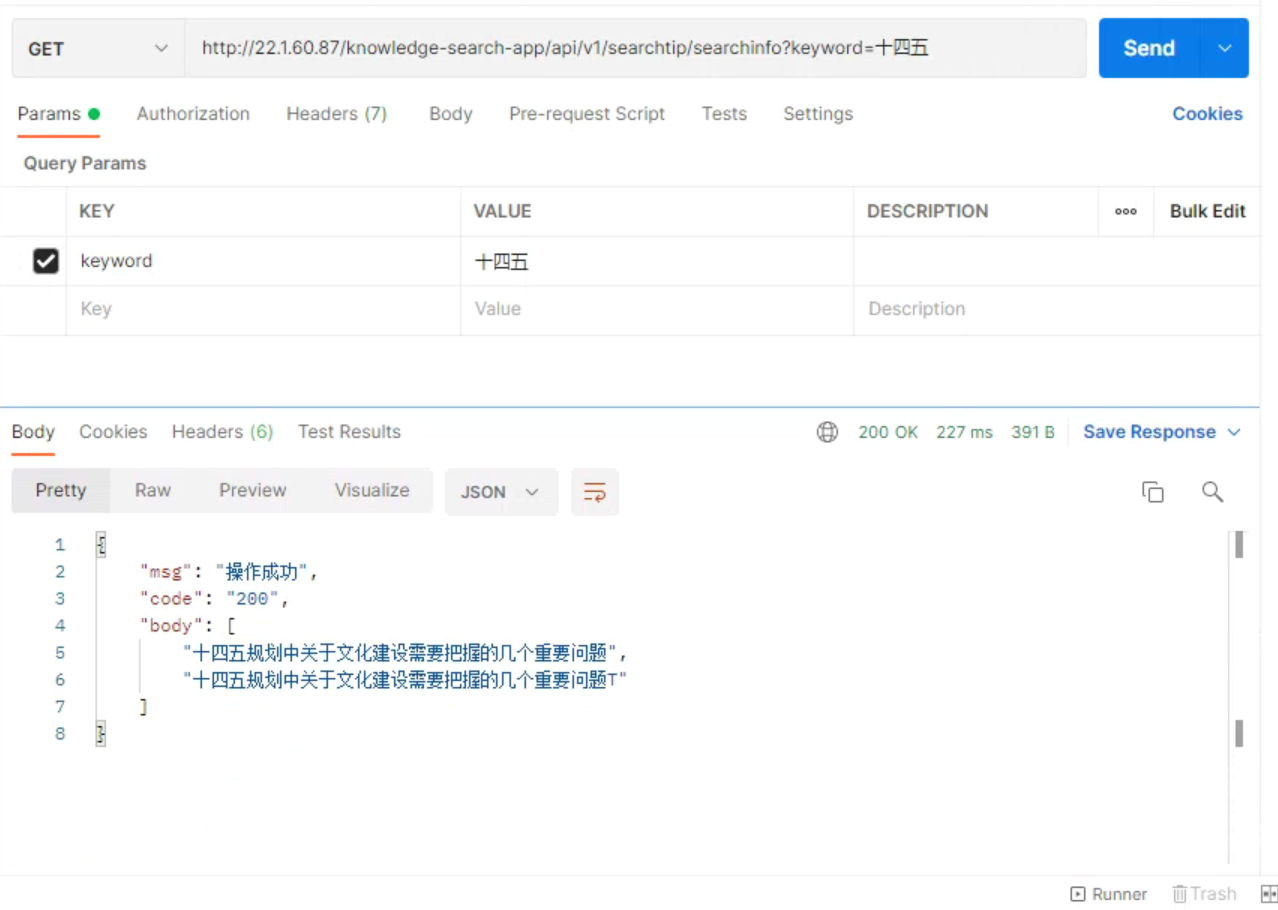 GET http://22.1.60.87/knowledge-search-app/api/v1/searchtip/searchinfo?keyword=十四五 Send
Params Authorization Headers (7) Body Pre-request Script Tests Settings Cookies
Query Params
KEY VALUE DESCRIPTION ooo Bulk Edit
keyword 十四五
Key Value Description
Body Cookies Headers (6) Test Results 200 OK 227 ms 391 B Save Response
Pretty Raw Preview Visualize JSON
1 {
2 "msg": "操作成功",
3 "code": "200",
4 "body": [
5 "十四五规划中关于文化建设需要把握的几个重要问题",
6 "十四五规划中关于文化建设需要把握的几个重要问题T"
7 ]
8 }
Runner Trash